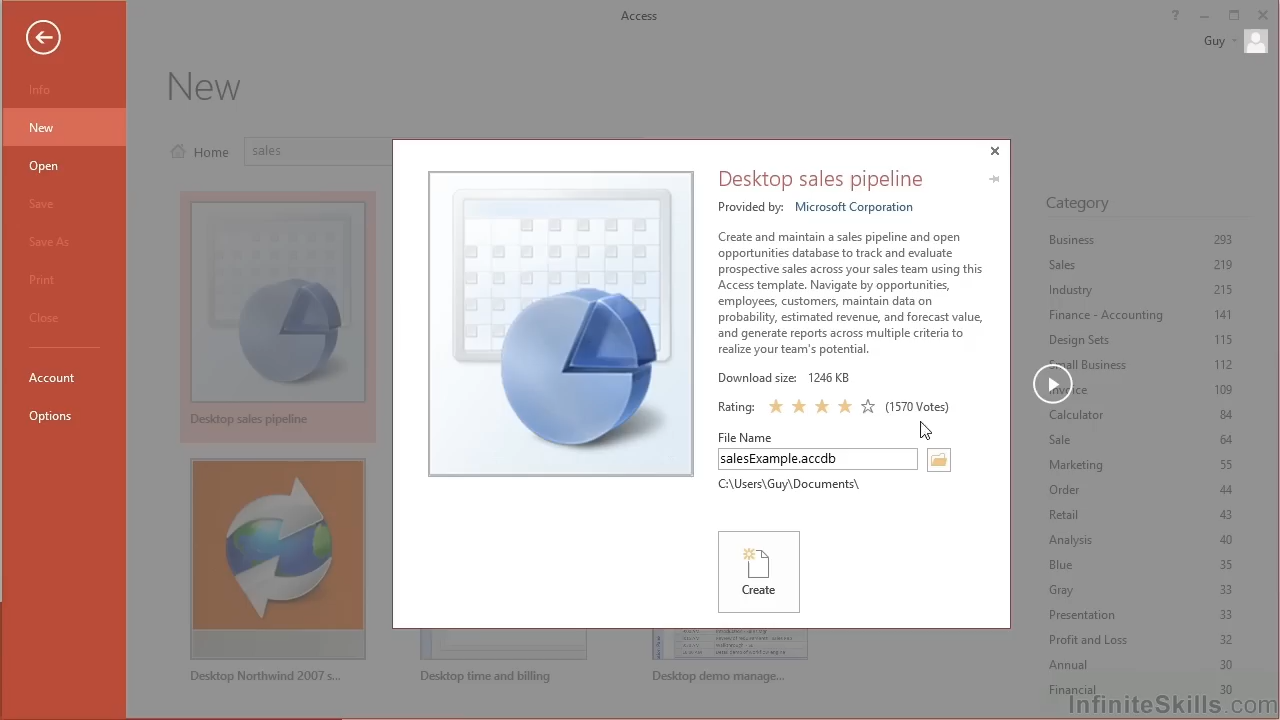 Access
?
Guy
Info
New
Open
Save
Save As
Print
Close
Account
Options
New
Home
sales
Desktop sales pipeline
Desktop Northwind 2007 s...
Desktop time and billing
Desktop demo manage...
Desktop sales pipeline
Provided by: Microsoft Corporation
Create and maintain a sales pipeline and open
opportunities database to track and evaluate
prospective sales across your sales team using this
Access template. Navigate by opportunities,
employees, customers, maintain data on
probability, estimated revenue, and forecast value,
and generate reports across multiple criteria to
realize your team's potential.
Download size: 1246 KB
Rating: (1570 Votes)
File Name
salesExample.accdb
C:\Users\Guy\Documents\
Create
Category
Business 293
Sales 219
Industry 215
Finance - Accounting 141
Design Sets 115
Small Business 112
Invoice 109
Calculator 84
Sale 64
Marketing 55
Order 44
Retail 43
Analysis 40
Blue 35
Gray 33
Presentation 33
Profit and Loss 32
Annual 30
Financial 30
InfiniteSkills.com